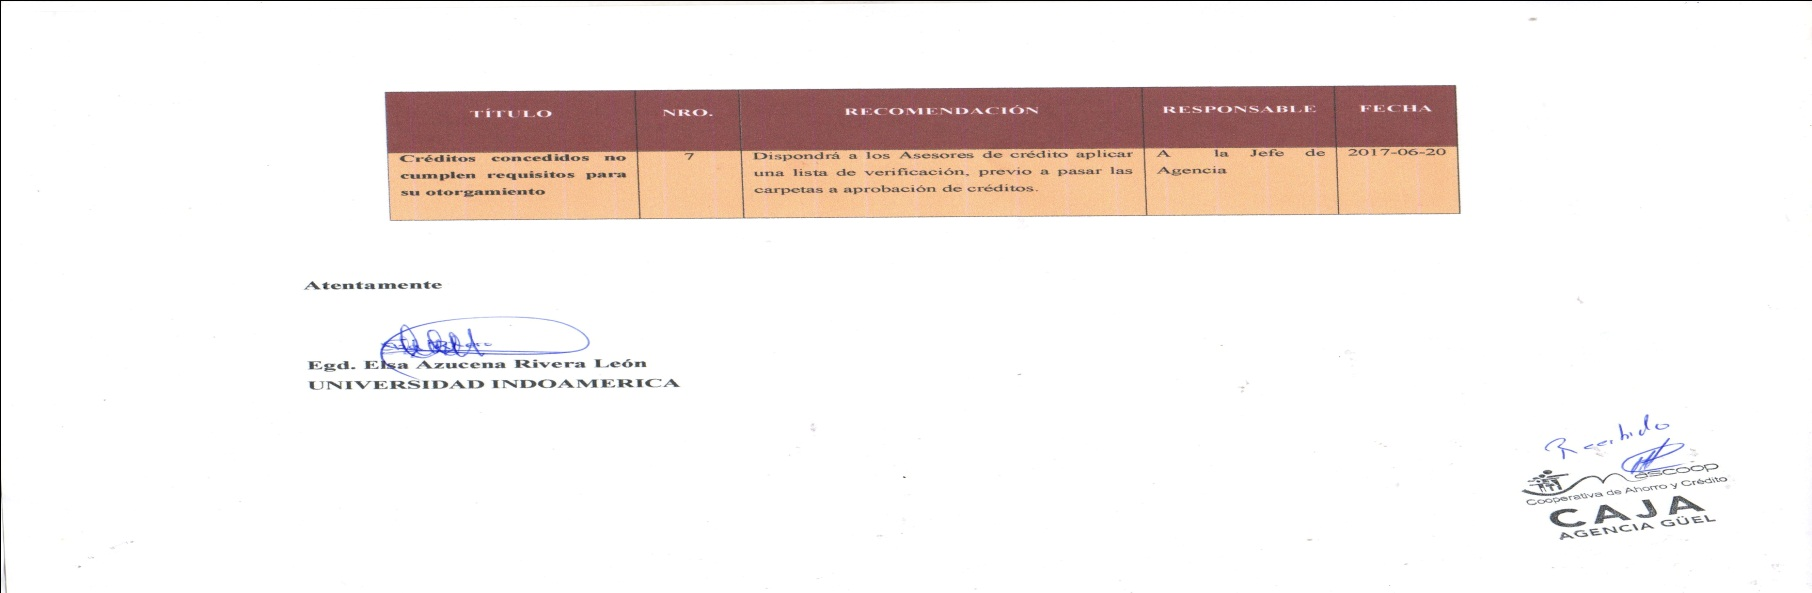 TÍTULO NRO. RECOMENDACIÓN RESPONSABLE FECHA
Créditos concedidos no 7 Dispondrá a los Asesores de crédito aplicar A la Jefe de 2017-06-20
cumplen requisitos para una lista de verificación, previo a pasar las Agencia
su otorgamiento carpetas a aprobación de créditos.
Atentamente
Egd. Elsa Azucena Rivera León
UNIVERSIDAD INDOAMERICA
Recibido
ascoop
Cooperativa de Ahorro y Crédito
CAJA
AGENCIA GÜEL